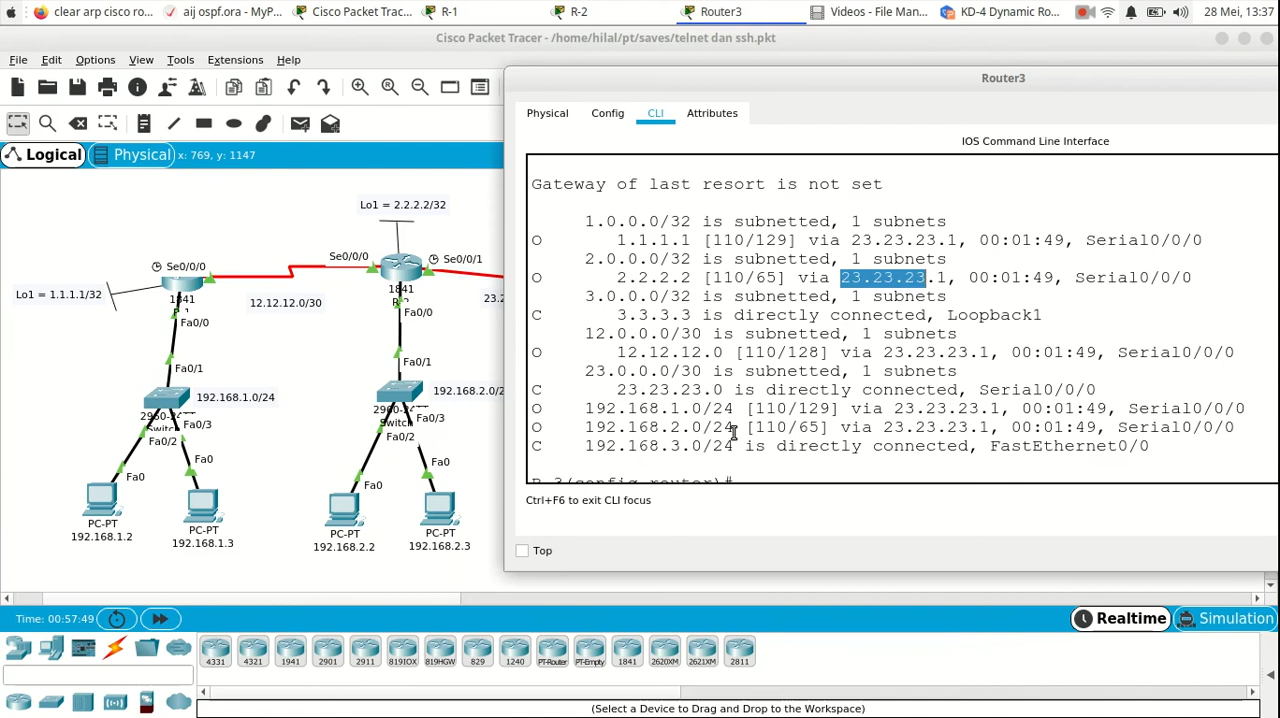 clear arp cisco ro...
aij ospf.ora - MyP...
Cisco Packet Trac...
R-1
R-2
Router3
Videos - File Man...
KD-4 Dynamic Ro...
28 Mei, 13:37
Cisco Packet Tracer - /home/hilal/pt/saves/telnet dan ssh.pkt
File Edit Options View Tools Extensions Help
Router3
Physical Config CLI Attributes
IOS Command Line Interface
Logical
Physical x: 769, y: 1147
Gateway of last resort is not set
1.0.0.0/32 is subnetted, 1 subnets
O 1.1.1.1 [110/129] via 23.23.23.1, 00:01:49, Serial0/0/0
2.0.0.0/32 is subnetted, 1 subnets
O 2.2.2.2 [110/65] via 23.23.23.1, 00:01:49, Serial0/0/0
3.0.0.0/32 is subnetted, 1 subnets
C 3.3.3.3 is directly connected, Loopback1
12.0.0.0/30 is subnetted, 1 subnets
O 12.12.12.0 [110/128] via 23.23.23.1, 00:01:49, Serial0/0/0
23.0.0.0/30 is subnetted, 1 subnets
C 23.23.23.0 is directly connected, Serial0/0/0
O 192.168.1.0/24 [110/129] via 23.23.23.1, 00:01:49, Serial0/0/0
O 192.168.2.0/24 [110/65] via 23.23.23.1, 00:01:49, Serial0/0/0
C 192.168.3.0/24 is directly connected, FastEthernet0/0
R-3(config-router)#
Ctrl+F6 to exit CLI focus
Top
Lo1 = 2.2.2.2/32
Se0/0/0
Se0/0/0
Se0/0/1
1841
1841
R-2
Lo1 = 1.1.1.1/32
12.12.12.0/30
23.2
Fa0/0
Fa0/0
Fa0/1
Fa0/1
192.168.1.0/24
192.168.2.0/2
Fa0/3
Fa0/3
Switch
Switch
Fa0/2
Fa0/2
Fa0
Fa0
Fa0
Fa0
PC-PT
192.168.1.2
PC-PT
192.168.1.3
PC-PT
192.168.2.2
PC-PT
192.168.2.3
Time: 00:57:49
Realtime
Simulation
4331
4321
1941
2901
2911
819IOX
819HGW
829
1240
PT-Router
PT-Empty
1841
2620XM
2621XM
2811
(Select a Device to Drag and Drop to the Workspace)